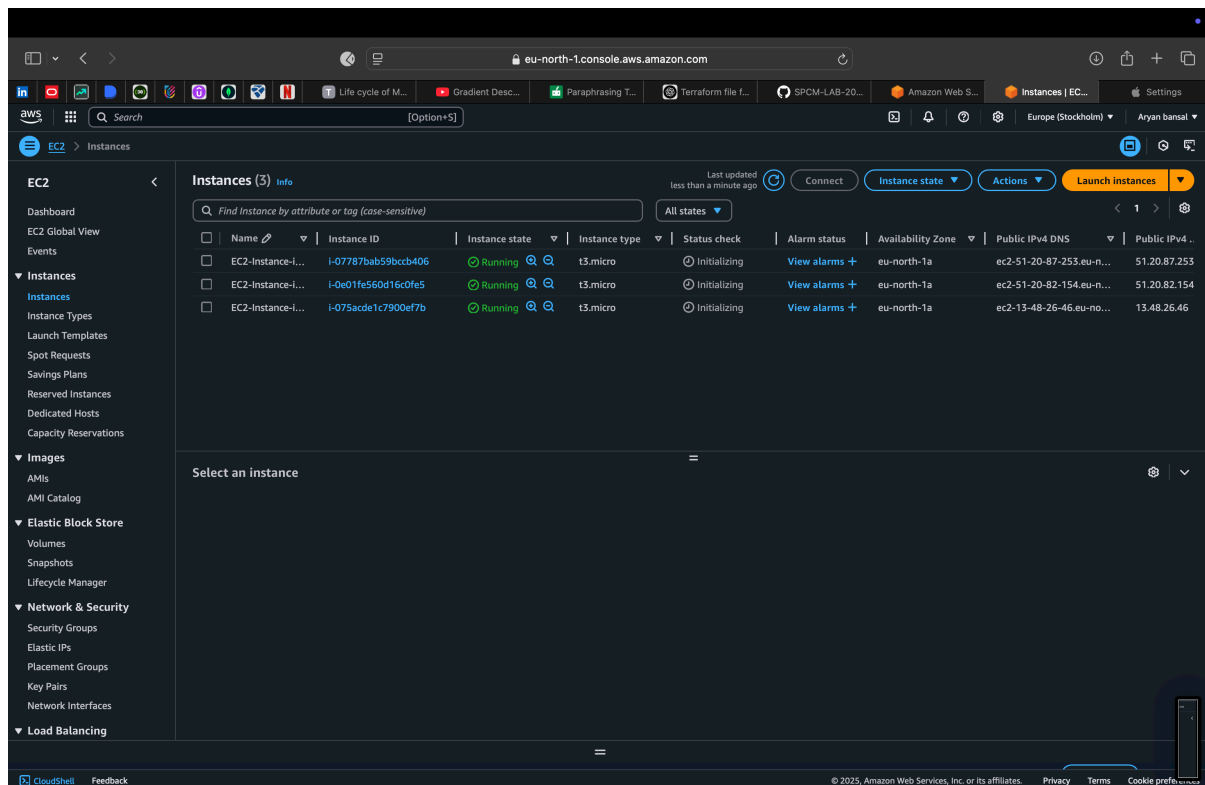 eu-north-1.console.aws.amazon.com
in N T Life cycle of M... Gradient Desc... Paraphrasing T... Terraform file f... SPCM-LAB-20... Amazon Web S... Instances | EC... Settings
aws Search [Option+S] Europe (Stockholm) Aryan bansal
EC2 > Instances
EC2
Dashboard
EC2 Global View
Events
Instances
Instances
Instance Types
Launch Templates
Spot Requests
Savings Plans
Reserved Instances
Dedicated Hosts
Capacity Reservations
Images
AMIs
AMI Catalog
Elastic Block Store
Volumes
Snapshots
Lifecycle Manager
Network & Security
Security Groups
Elastic IPs
Placement Groups
Key Pairs
Network Interfaces
Load Balancing
Instances (3) Info
Last updated
less than a minute ago
Connect Instance state Actions Launch instances
Find Instance by attribute or tag (case-sensitive) All states 1
Name Instance ID Instance state Instance type Status check Alarm status Availability Zone Public IPv4 DNS Public IPv4 ..
EC2-Instance-i... i-07787bab59bccb406 Running t3.micro Initializing View alarms + eu-north-1a ec2-51-20-87-253.eu-n... 51.20.87.253
EC2-Instance-i... i-0e01fe560d16c0fe5 Running t3.micro Initializing View alarms + eu-north-1a ec2-51-20-82-154.eu-n... 51.20.82.154
EC2-Instance-i... i-075acde1c7900ef7b Running t3.micro Initializing View alarms + eu-north-1a ec2-13-48-26-46.eu-no... 13.48.26.46
Select an instance
CloudShell Feedback © 2025, Amazon Web Services, Inc. or its affiliates. Privacy Terms Cookie preferences